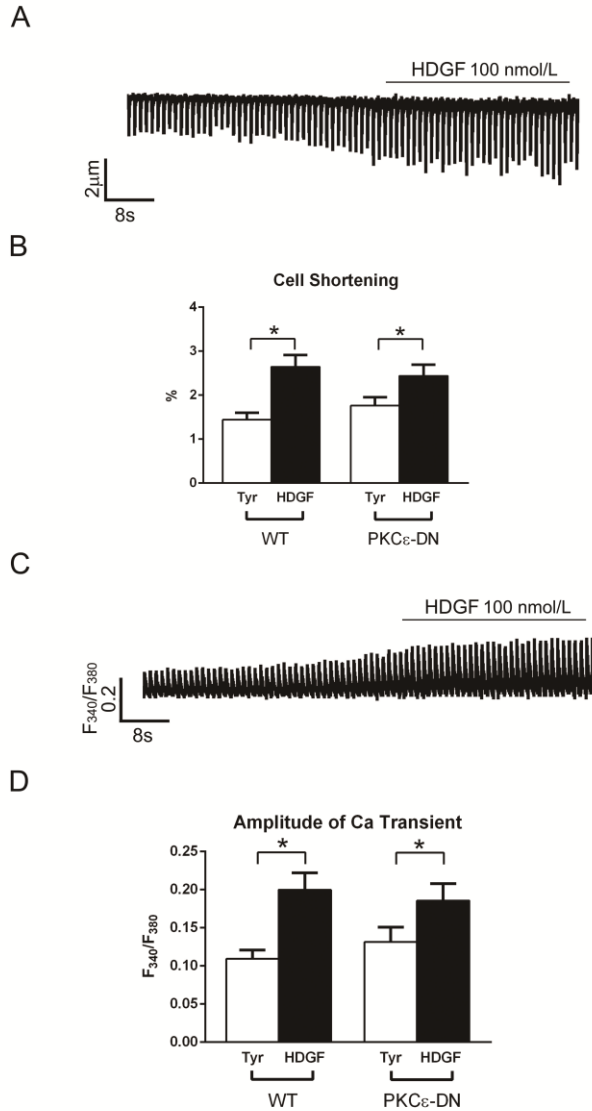 A
HDGF 100 nmol/L
2μm
8s
B
Cell Shortening
4
3
2
1
0
%
* *
Tyr HDGF Tyr HDGF
WT PKCε-DN
C
HDGF 100 nmol/L
F340/F380
0.2
8s
D
Amplitude of Ca Transient
0.25
0.20
0.15
0.10
0.05
0.00
F340/F380
* *
Tyr HDGF Tyr HDGF
WT PKCε-DN